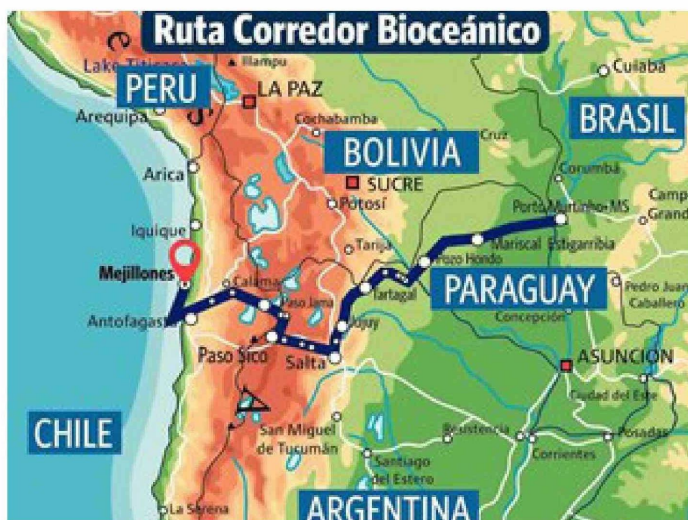 Ruta Corredor Bioceánico
Lake Titicaca
Illampu
Cuiabá
PERU
LA PAZ
Arequipa
Cochabamba
Cruz
BRASIL
BOLIVIA
Arica
SUCRE
Corumbá
Potosí
Porto Murtinho-MS
Camp
Grand
Iquique
Tarija
Mariscal Estigarribia
Pozo Hondo
Mejillones
Calama
Tartagal
PARAGUAY
Pedro Juan
Caballero
Paso Jama
Antofagasta
Jujuy
Concepción
Paso Sico
Salta
ASUNCIÓN
Ciudad del Este
CHILE
San Miguel
de Tucumán
Resistencia
Posadas
Corrientes
Santiago
del Estero
La Serena
ARGENTINA